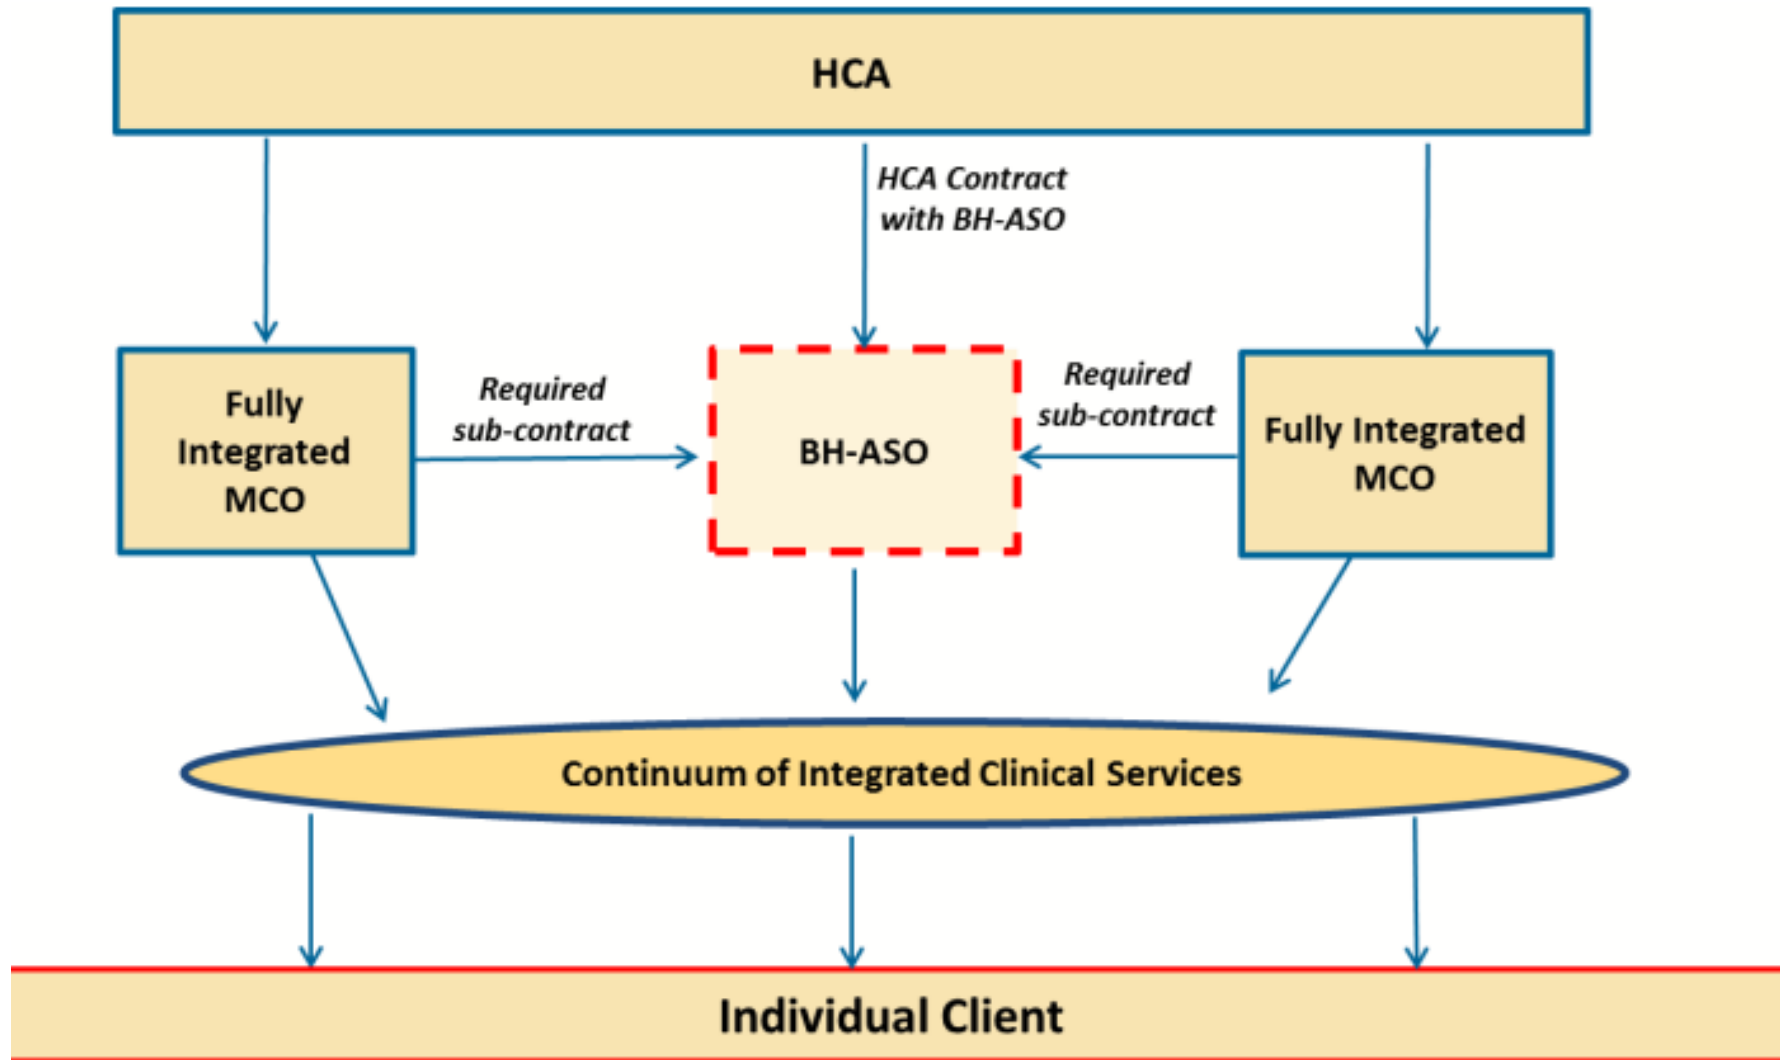 HCA
HCA Contract
with BH-ASO
Fully
Integrated
MCO
Required
sub-contract
BH-ASO
Required
sub-contract
Fully Integrated
MCO
Continuum of Integrated Clinical Services
Individual Client